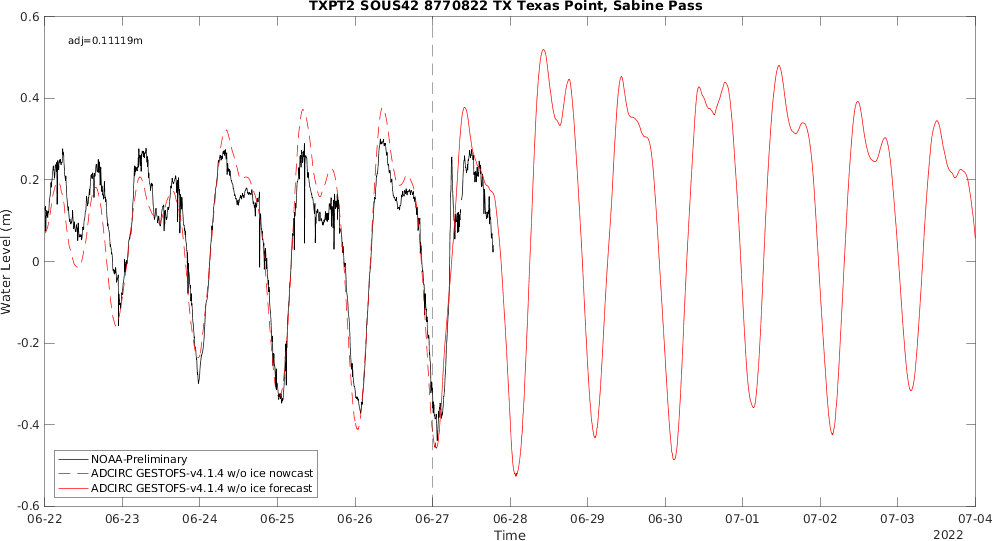 TXPT2 SOUS42 8770822 TX Texas Point, Sabine Pass
adj=0.11119m
0.6
0.4
0.2
0
-0.2
-0.4
-0.6
Water Level (m)
NOAA-Preliminary
ADCIRC GESTOFS-v4.1.4 w/o ice nowcast
ADCIRC GESTOFS-v4.1.4 w/o ice forecast
06-22 06-23 06-24 06-25 06-26 06-27 06-28 06-29 06-30 07-01 07-02 07-03 07-04
Time
2022